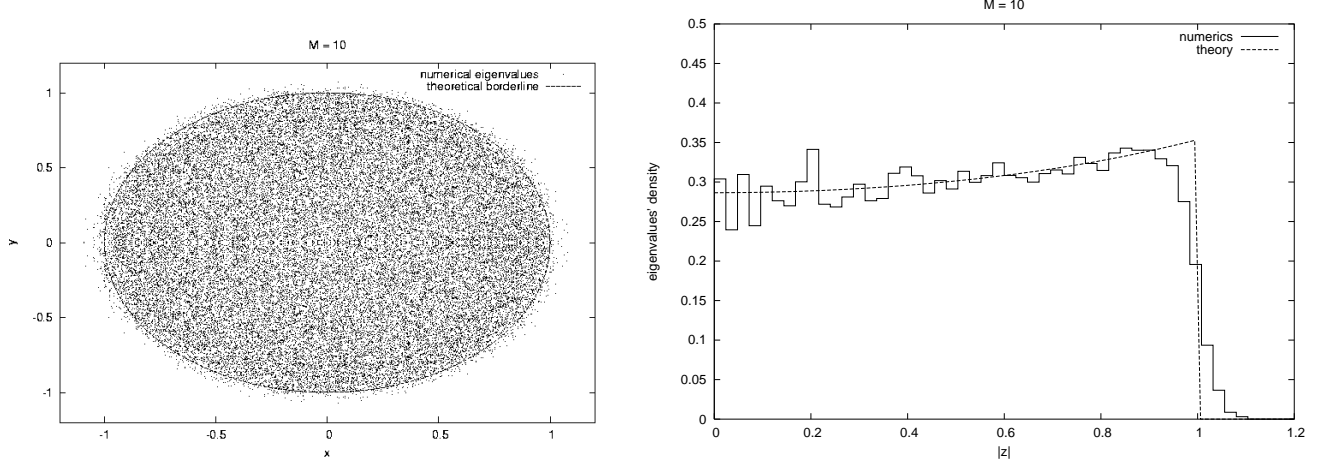 M = 10
numerical eigenvalues
theoretical borderline
1
0.5
0
-0.5
-1
y
-1
-0.5
0
0.5
1
x
M = 10
numerics
theory
0.5
0.45
0.4
0.35
0.3
0.25
0.2
0.15
0.1
0.05
0
eigenvalues' density
0
0.2
0.4
0.6
0.8
1
1.2
|z|